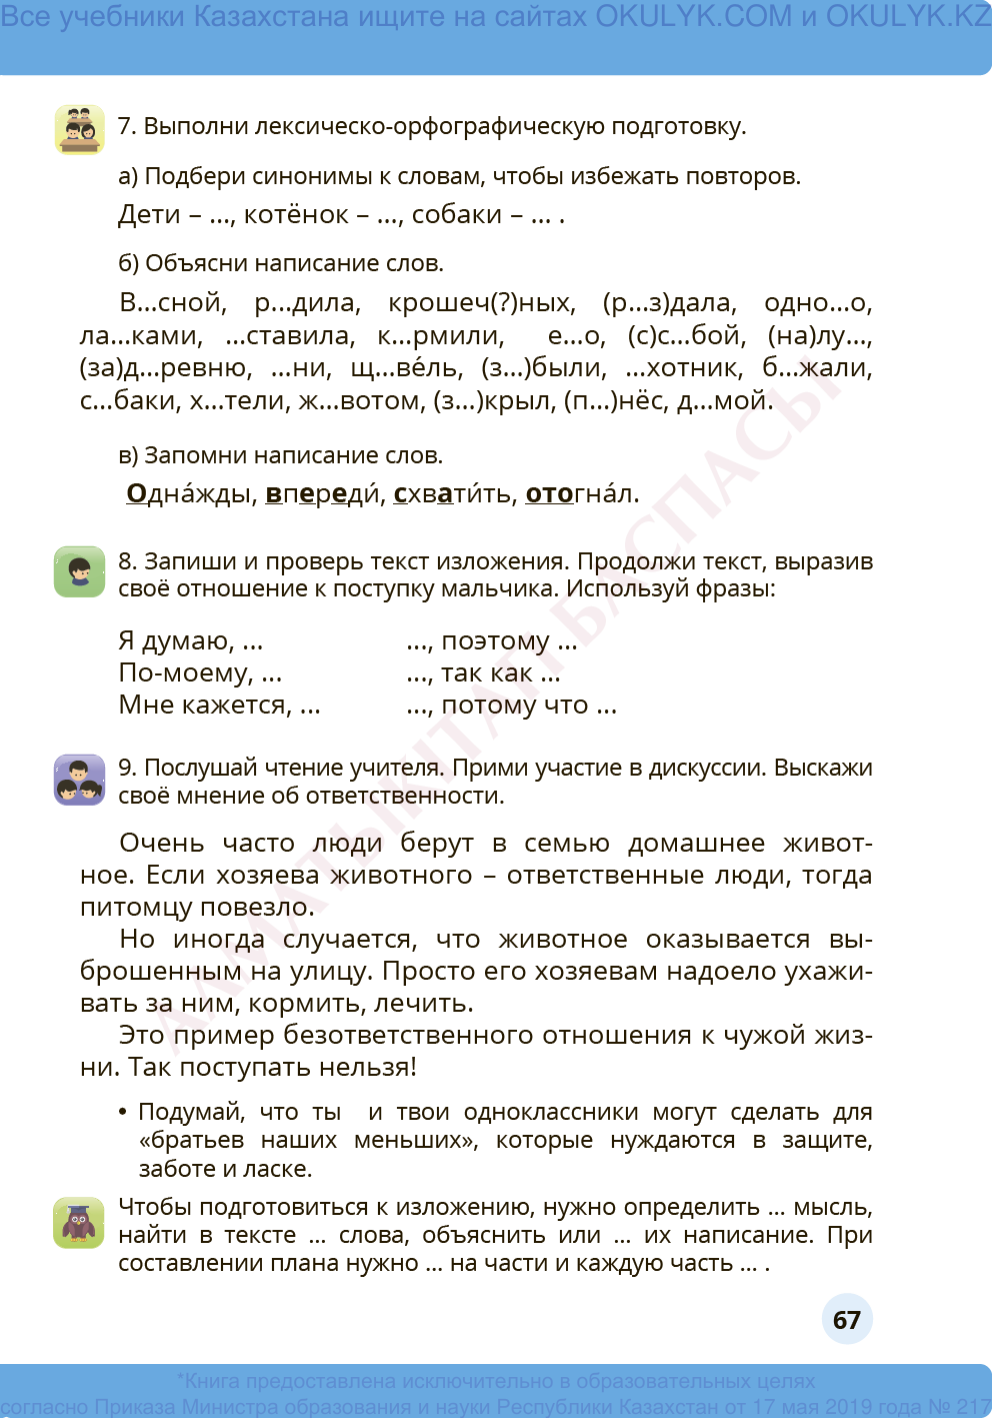 Все учебники Казахстана ищите на сайтах OKULYK.COM и OKULYK.KZ
7. Выполни лексическо-орфографическую подготовку.
а) Подбери синонимы к словам, чтобы избежать повторов.
Дети – ..., котёнок – ..., собаки – ... .
б) Объясни написание слов.
В...сной, р...дила, крошеч(?)ных, (р...з)дала, одно...о,
ла...ками, ...ставила, к...рмили, е...о, (с)с...бой, (на)лу...,
(за)д...ревню, ...ни, щ...ве́ль, (з...)были, ...хотник, б...жали,
с...баки, х...тели, ж...вотом, (з...)крыл, (п...)нёс, д...мой.
в) Запомни написание слов.
Одна́жды, впереди́, схвати́ть, отогна́л.
8. Запиши и проверь текст изложения. Продолжи текст, выразив
своё отношение к поступку мальчика. Используй фразы:
Я думаю, ... ..., поэтому ...
По-моему, ... ..., так как ...
Мне кажется, ... ..., потому что ...
9. Послушай чтение учителя. Прими участие в дискуссии. Выскажи
своё мнение об ответственности.
Очень часто люди берут в семью домашнее живот-
ное. Если хозяева животного – ответственные люди, тогда
питомцу повезло.
Но иногда случается, что животное оказывается вы-
брошенным на улицу. Просто его хозяевам надоело ухажи-
вать за ним, кормить, лечить.
Это пример безответственного отношения к чужой жиз-
ни. Так поступать нельзя!
• Подумай, что ты и твои одноклассники могут сделать для
«братьев наших меньших», которые нуждаются в защите,
заботе и ласке.
Чтобы подготовиться к изложению, нужно определить ... мысль,
найти в тексте ... слова, объяснить или ... их написание. При
составлении плана нужно ... на части и каждую часть ... .
67
АЛМАТЫКІТАП БАСПАСЫ
*Книга предоставлена исключительно в образовательных целях
согласно Приказа Министра образования и науки Республики Казахстан от 17 мая 2019 года № 217